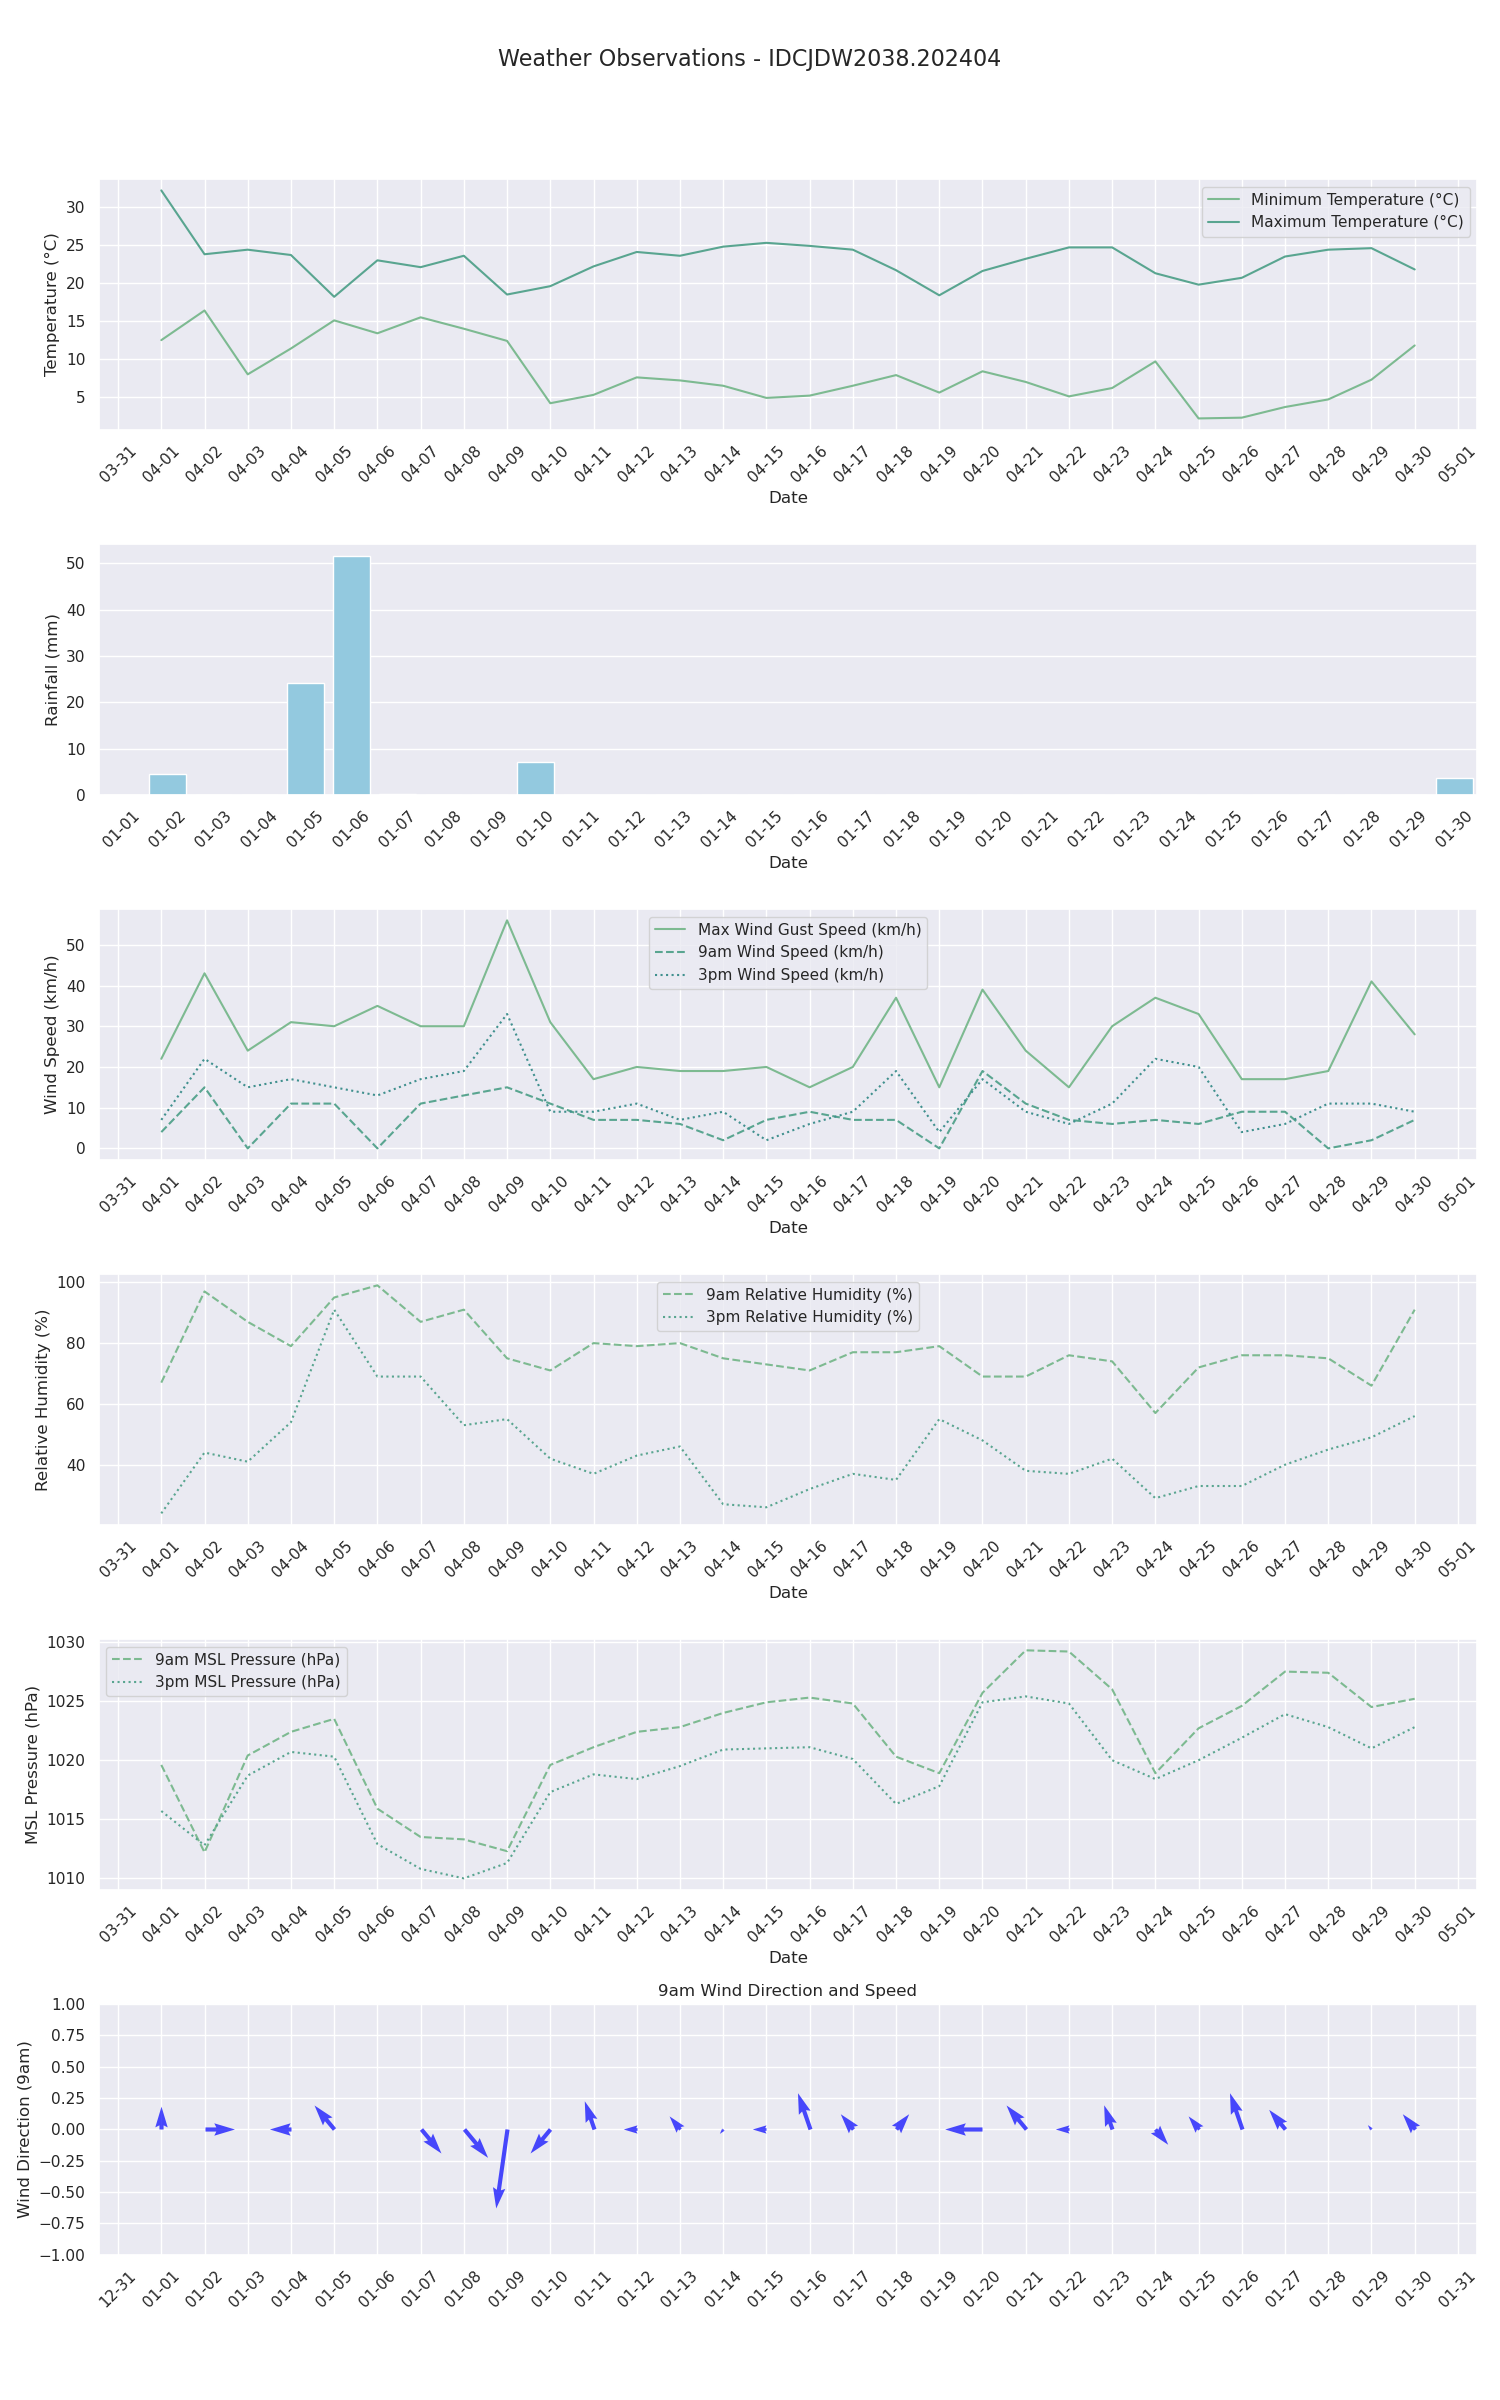 Weather Observations - IDCJDW2038.202404
Minimum Temperature (°C)
Maximum Temperature (°C)
Temperature (°C)
30
25
20
15
10
5
03-31 04-01 04-02 04-03 04-04 04-05 04-06 04-07 04-08 04-09 04-10 04-11 04-12 04-13 04-14 04-15 04-16 04-17 04-18 04-19 04-20 04-21 04-22 04-23 04-24 04-25 04-26 04-27 04-28 04-29 04-30 05-01
Date
Rainfall (mm)
50
40
30
20
10
0
01-01 01-02 01-03 01-04 01-05 01-06 01-07 01-08 01-09 01-10 01-11 01-12 01-13 01-14 01-15 01-16 01-17 01-18 01-19 01-20 01-21 01-22 01-23 01-24 01-25 01-26 01-27 01-28 01-29 01-30
Date
Max Wind Gust Speed (km/h)
9am Wind Speed (km/h)
3pm Wind Speed (km/h)
Wind Speed (km/h)
50
40
30
20
10
0
03-31 04-01 04-02 04-03 04-04 04-05 04-06 04-07 04-08 04-09 04-10 04-11 04-12 04-13 04-14 04-15 04-16 04-17 04-18 04-19 04-20 04-21 04-22 04-23 04-24 04-25 04-26 04-27 04-28 04-29 04-30 05-01
Date
9am Relative Humidity (%)
3pm Relative Humidity (%)
Relative Humidity (%)
100
80
60
40
03-31 04-01 04-02 04-03 04-04 04-05 04-06 04-07 04-08 04-09 04-10 04-11 04-12 04-13 04-14 04-15 04-16 04-17 04-18 04-19 04-20 04-21 04-22 04-23 04-24 04-25 04-26 04-27 04-28 04-29 04-30 05-01
Date
9am MSL Pressure (hPa)
3pm MSL Pressure (hPa)
MSL Pressure (hPa)
1030
1025
1020
1015
1010
03-31 04-01 04-02 04-03 04-04 04-05 04-06 04-07 04-08 04-09 04-10 04-11 04-12 04-13 04-14 04-15 04-16 04-17 04-18 04-19 04-20 04-21 04-22 04-23 04-24 04-25 04-26 04-27 04-28 04-29 04-30 05-01
Date
9am Wind Direction and Speed
Wind Direction (9am)
1.00
0.75
0.50
0.25
0.00
−0.25
−0.50
−0.75
−1.00
12-31 01-01 01-02 01-03 01-04 01-05 01-06 01-07 01-08 01-09 01-10 01-11 01-12 01-13 01-14 01-15 01-16 01-17 01-18 01-19 01-20 01-21 01-22 01-23 01-24 01-25 01-26 01-27 01-28 01-29 01-30 01-31